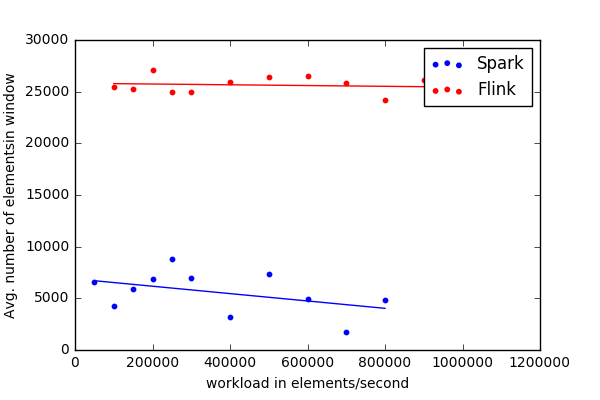 30000
25000
20000
15000
10000
5000
0
Avg. number of elementsin window
Spark
Flink
0 200000 400000 600000 800000 1000000 1200000
workload in elements/second